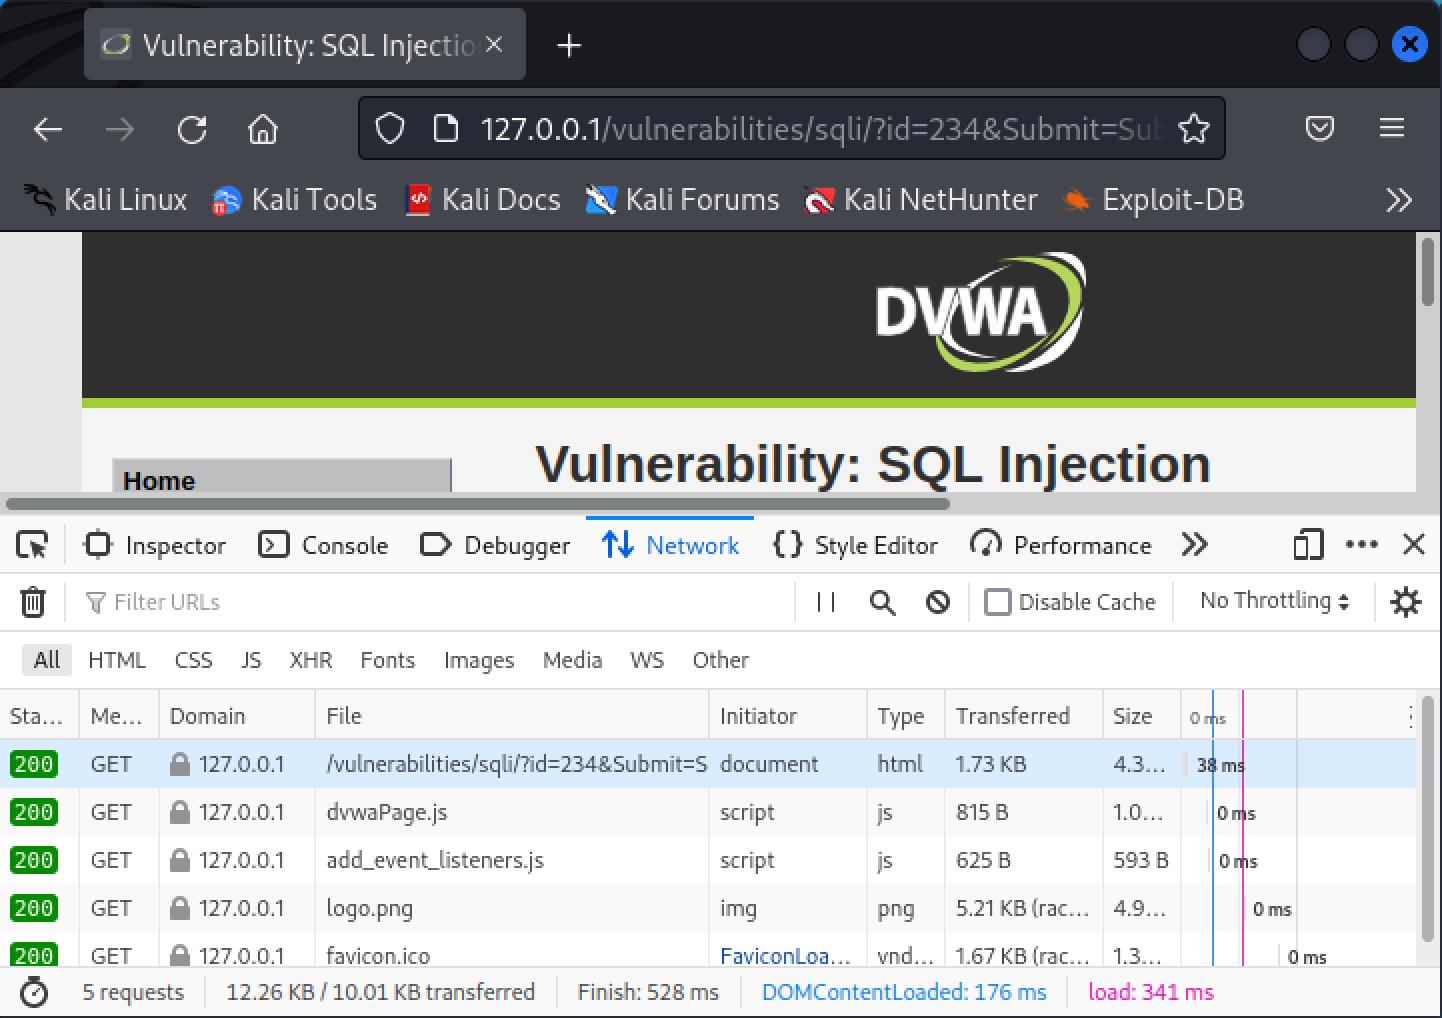 Vulnerability: SQL Injectio
127.0.0.1/vulnerabilities/sqli/?id=234&Submit=Sub
Kali Linux Kali Tools Kali Docs Kali Forums Kali NetHunter Exploit-DB
DVWA
Vulnerability: SQL Injection
Home
Inspector Console Debugger Network Style Editor Performance
Filter URLs Disable Cache No Throttling
All HTML CSS JS XHR Fonts Images Media WS Other
Sta... Me... Domain File Initiator Type Transferred Size 0 ms
200 GET 127.0.0.1 /vulnerabilities/sqli/?id=234&Submit=S document html 1.73 KB 4.3... 38 ms
200 GET 127.0.0.1 dvwaPage.js script js 815 B 1.0... 0 ms
200 GET 127.0.0.1 add_event_listeners.js script js 625 B 593 B 0 ms
200 GET 127.0.0.1 logo.png img png 5.21 KB (rac... 4.9... 0 ms
200 GET 127.0.0.1 favicon.ico FaviconLoa... vnd... 1.67 KB (rac... 1.3... 0 ms
5 requests 12.26 KB / 10.01 KB transferred Finish: 528 ms DOMContentLoaded: 176 ms load: 341 ms